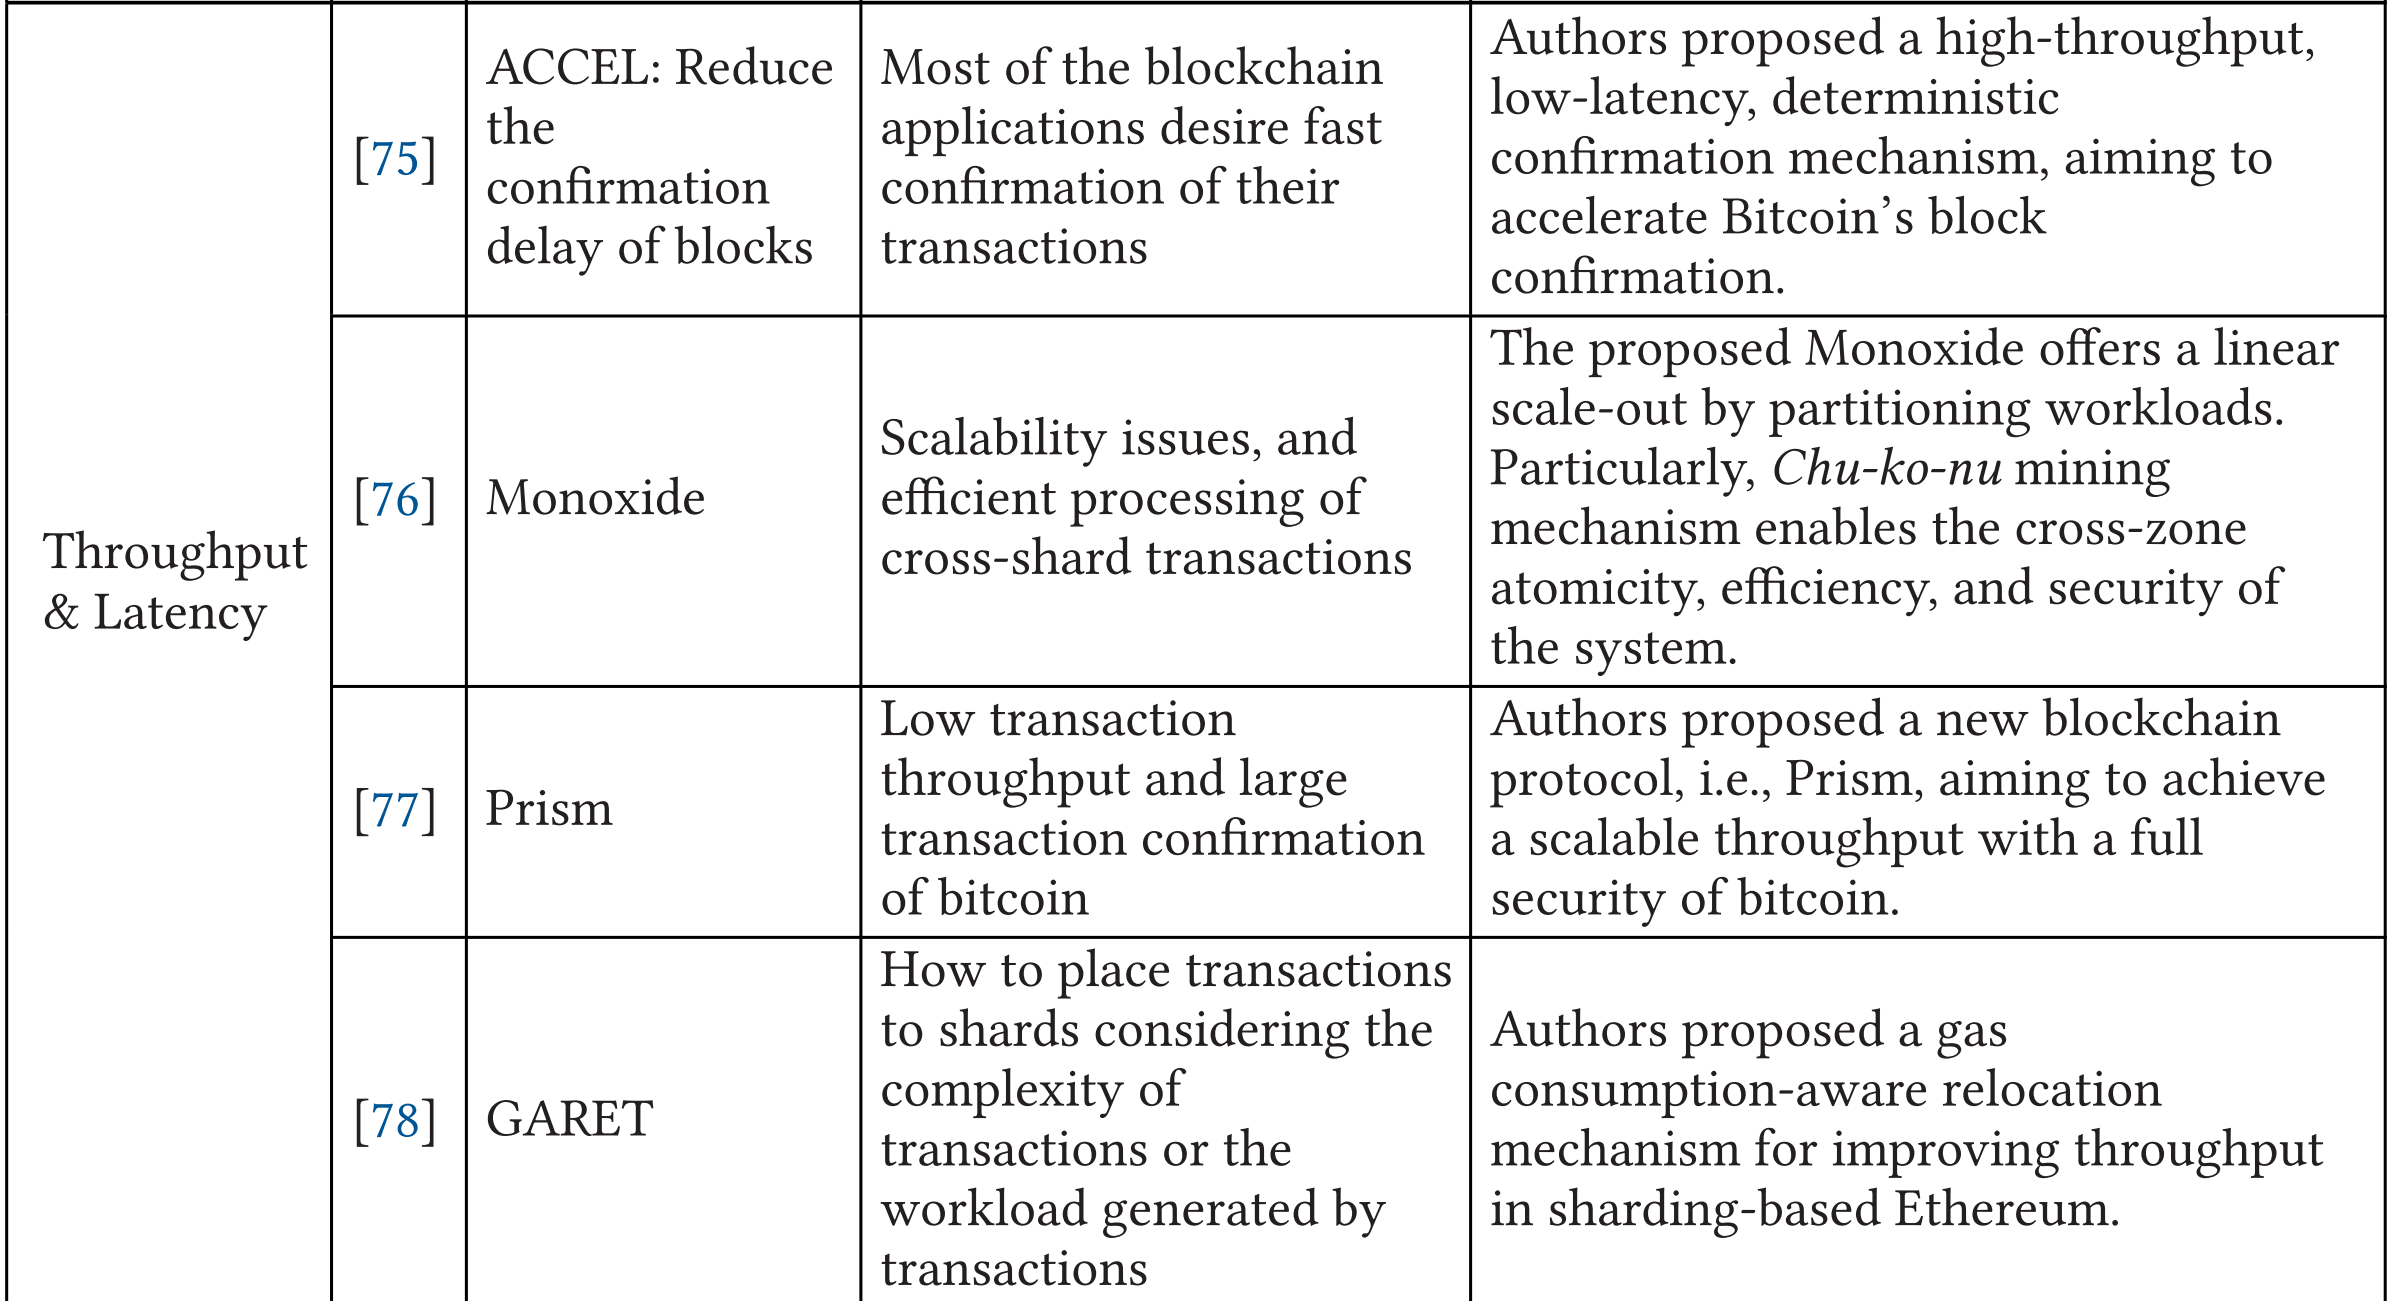 Throughput
& Latency
[75]
ACCEL: Reduce
the
confirmation
delay of blocks
Most of the blockchain
applications desire fast
confirmation of their
transactions
Authors proposed a high-throughput,
low-latency, deterministic
confirmation mechanism, aiming to
accelerate Bitcoin’s block
confirmation.
[76]
Monoxide
Scalability issues, and
efficient processing of
cross-shard transactions
The proposed Monoxide offers a linear
scale-out by partitioning workloads.
Particularly, Chu-ko-nu mining
mechanism enables the cross-zone
atomicity, efficiency, and security of
the system.
[77]
Prism
Low transaction
throughput and large
transaction confirmation
of bitcoin
Authors proposed a new blockchain
protocol, i.e., Prism, aiming to achieve
a scalable throughput with a full
security of bitcoin.
[78]
GARET
How to place transactions
to shards considering the
complexity of
transactions or the
workload generated by
transactions
Authors proposed a gas
consumption-aware relocation
mechanism for improving throughput
in sharding-based Ethereum.